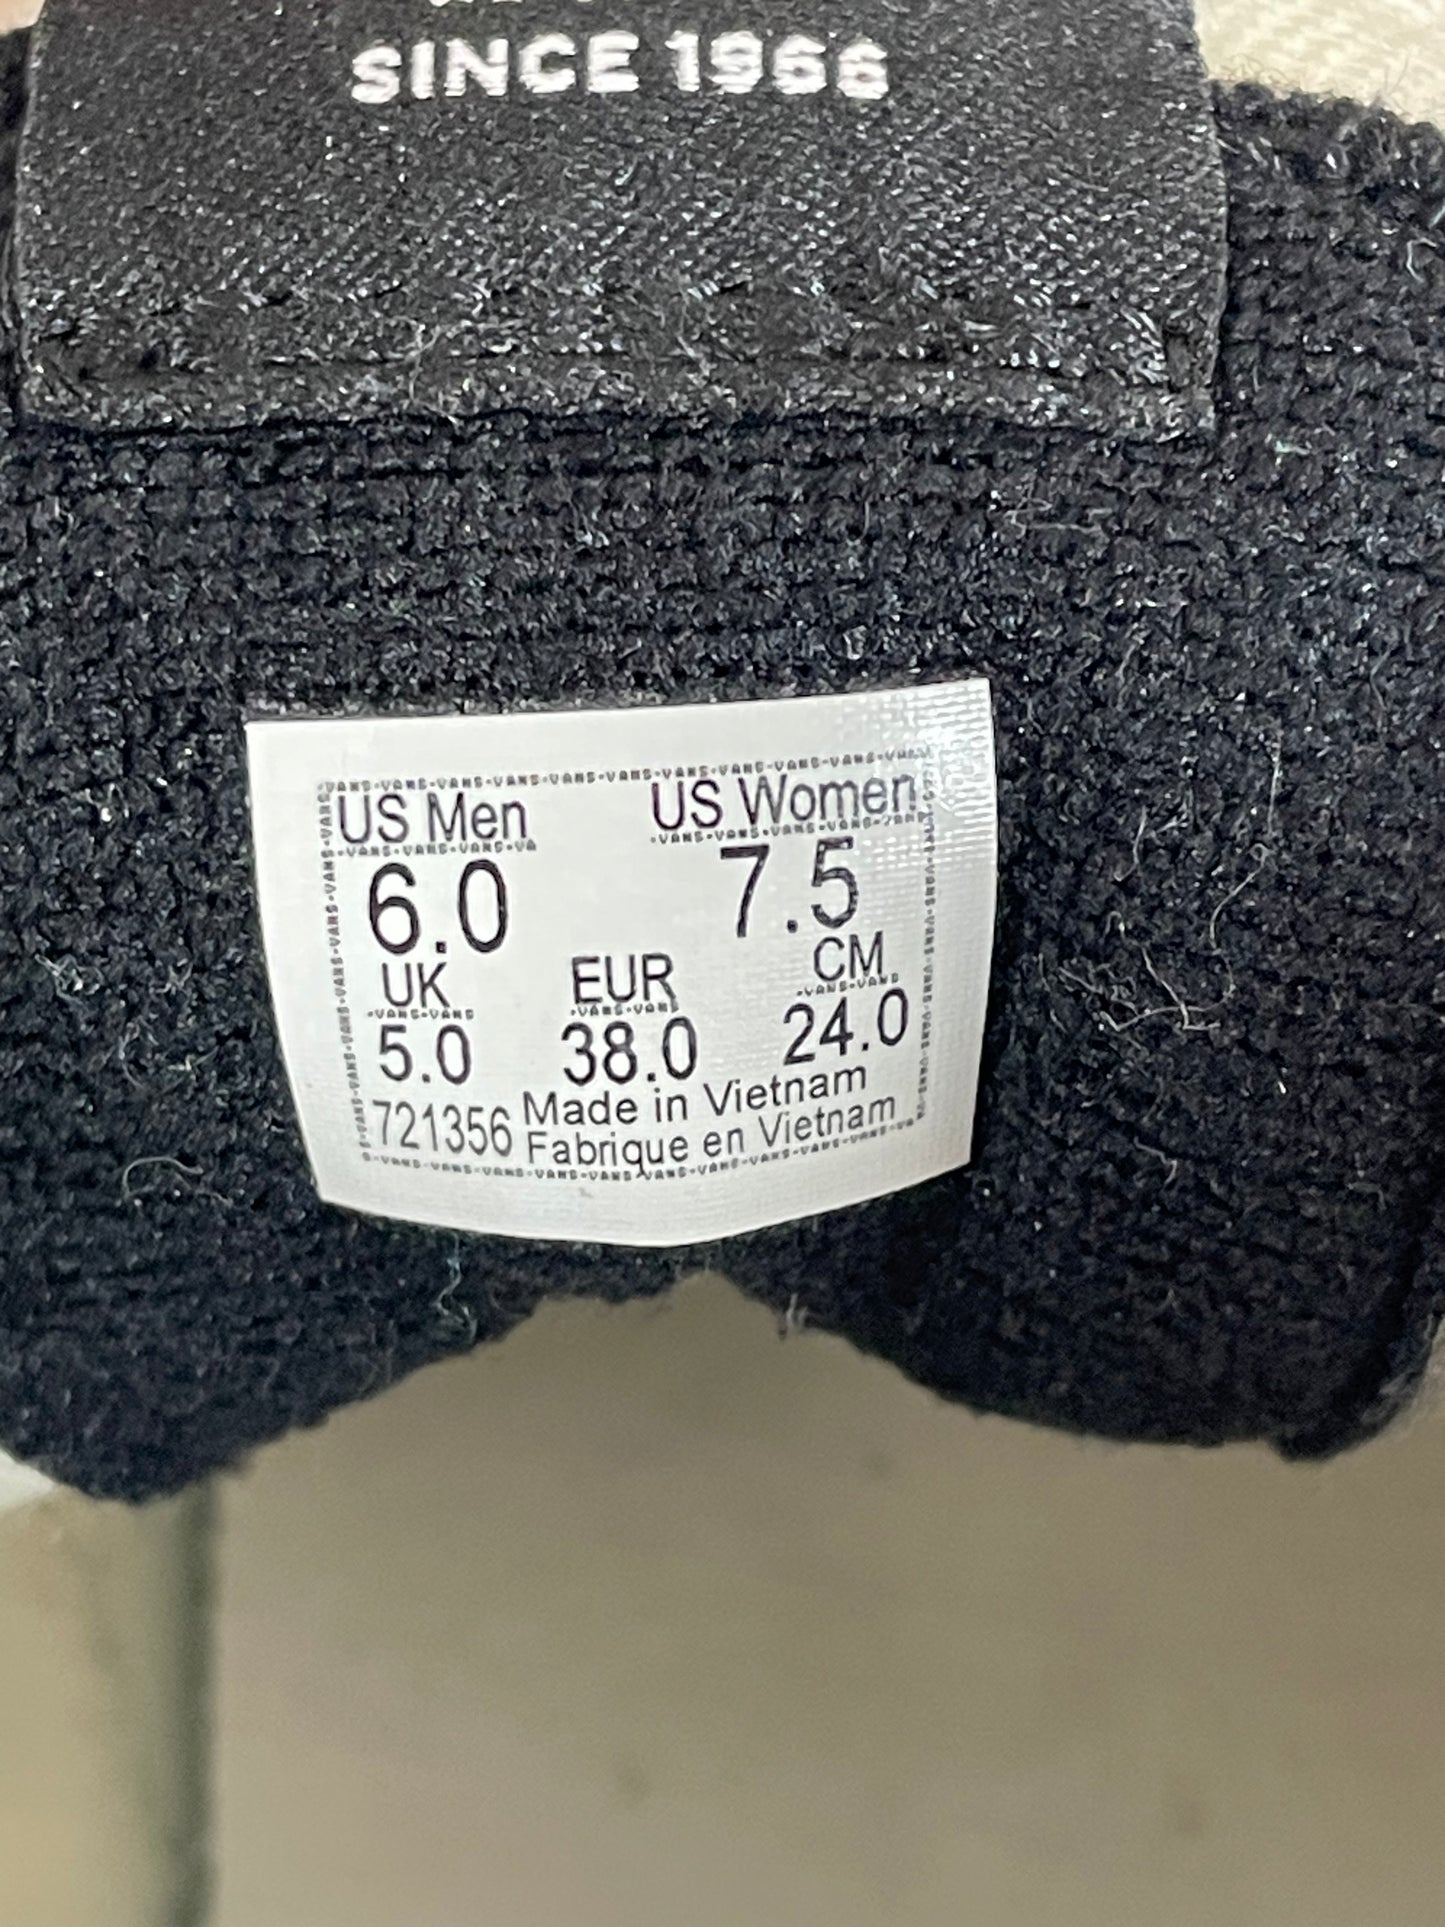 SINCE 1966
US Men US Women
6.0 7.5
UK EUR CM
5.0 38.0 24.0
721356 Made in Vietnam
Fabrique en Vietnam